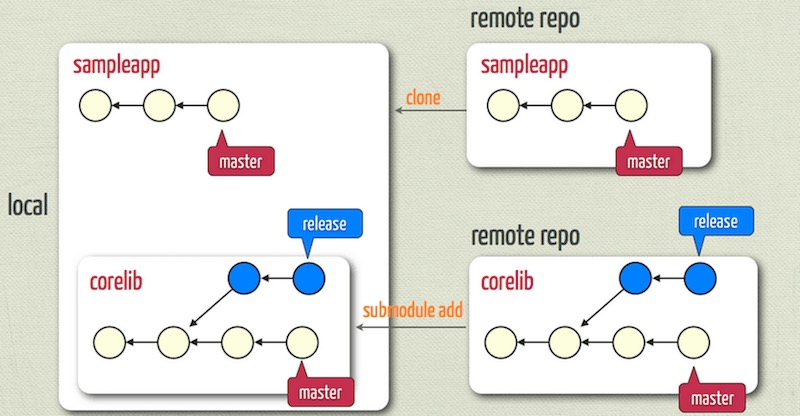 remote repo
sampleapp
sampleapp
clone
master
master
local
release
release
remote repo
corelib
corelib
submodule add
master
master